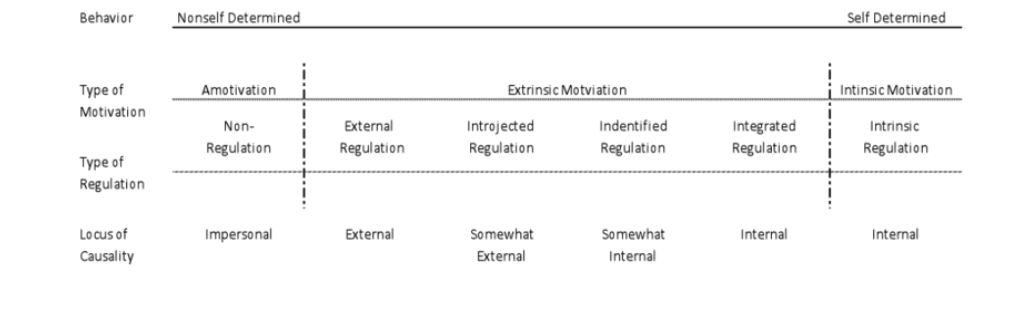 Behavior Nonself Determined Self Determined
Type of Motivation Amotivation Extrinsic Motviation Intinsic Motivation
Type of Regulation Non-Regulation External Regulation Introjected Regulation Indentified Regulation Integrated Regulation Intrinsic Regulation
Locus of Causality Impersonal External Somewhat External Somewhat Internal Internal Internal